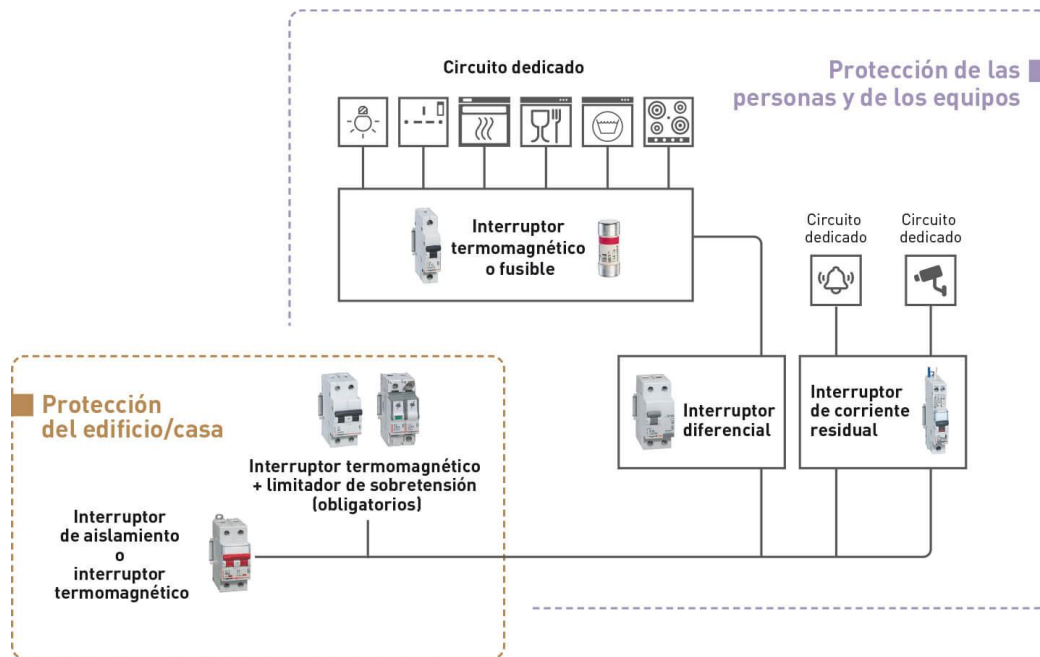 Circuito dedicado
Protección de las
personas y de los equipos
Interruptor
termomagnético
o fusible
Circuito
dedicado
Circuito
dedicado
Protección
del edificio/casa
Interruptor
diferencial
Interruptor
de corriente
residual
Interruptor termomagnético
+ limitador de sobretensión
(obligatorios)
Interruptor
de aislamiento
o
interruptor
termomagnético